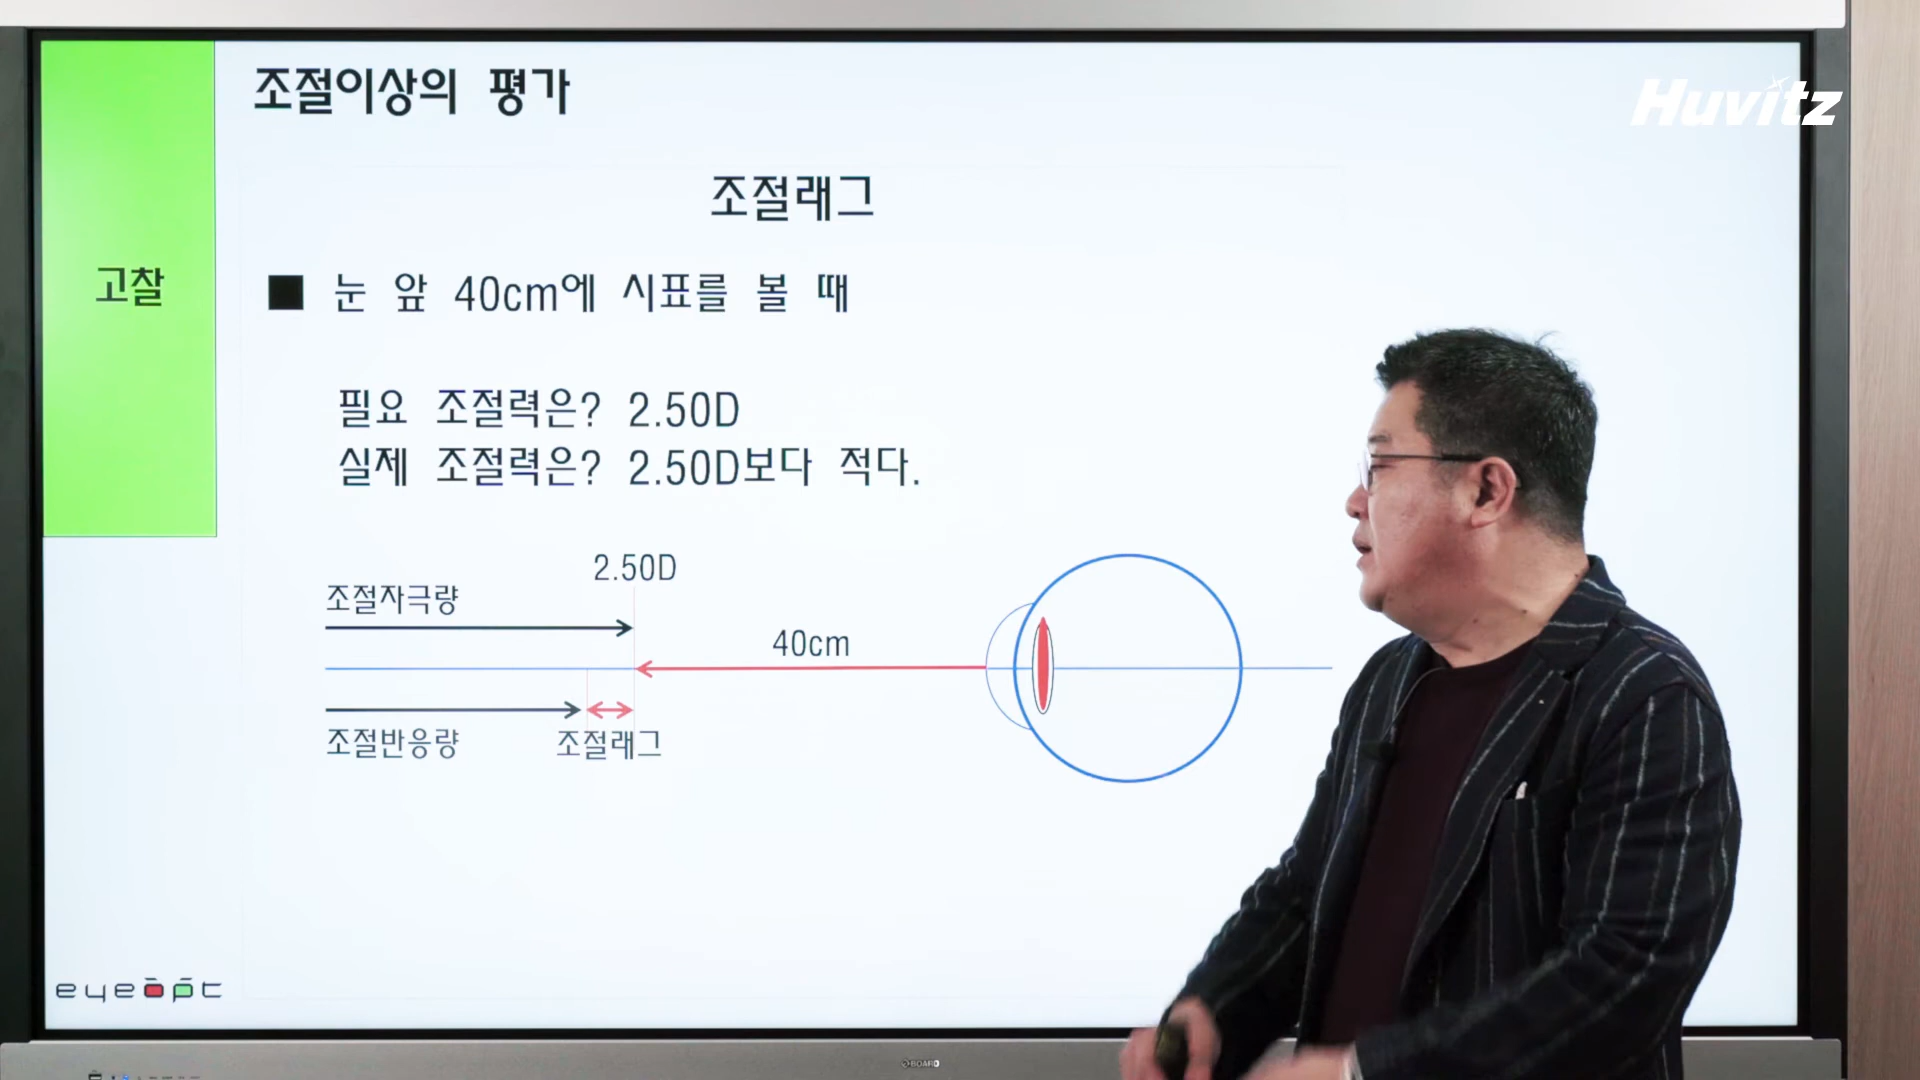 조절이상의 평가
Huvitz
조절래그
고찰
■ 눈 앞 40cm에 시표를 볼 때
필요 조절력은? 2.50D
실제 조절력은? 2.50D보다 적다.
2.50D
조절자극량
40cm
조절반응량
조절래그
eyeopt